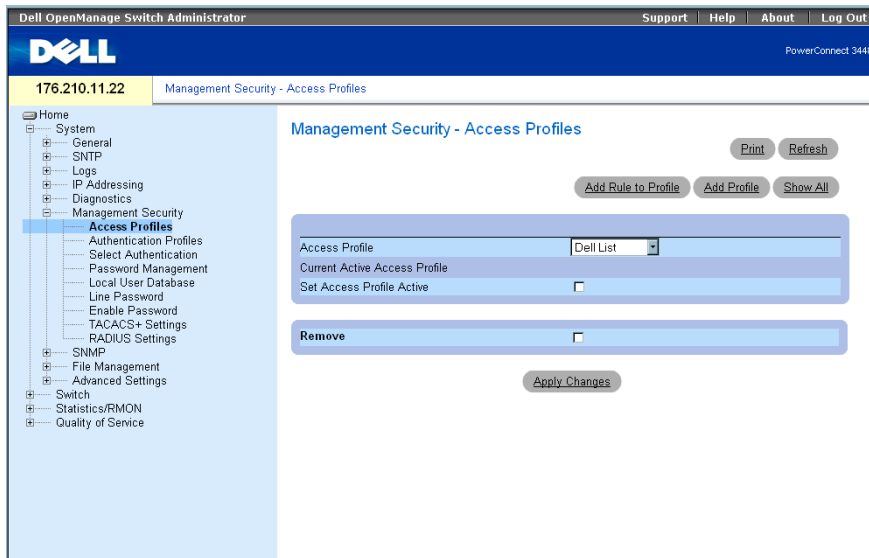 Dell OpenManage Switch Administrator
Support Help About Log Out
DELL
PowerConnect 344
176.210.11.22
Management Security - Access Profiles
Home
System
General
SNTP
Logs
IP Addressing
Diagnostics
Management Security
Access Profiles
Authentication Profiles
Select Authentication
Password Management
Local User Database
Line Password
Enable Password
TACACS+ Settings
RADIUS Settings
SNMP
File Management
Advanced Settings
Switch
Statistics/RMON
Quality of Service
Management Security - Access Profiles
Print Refresh
Add Rule to Profile Add Profile Show All
Access Profile Dell List
Current Active Access Profile
Set Access Profile Active
Remove
Apply Changes